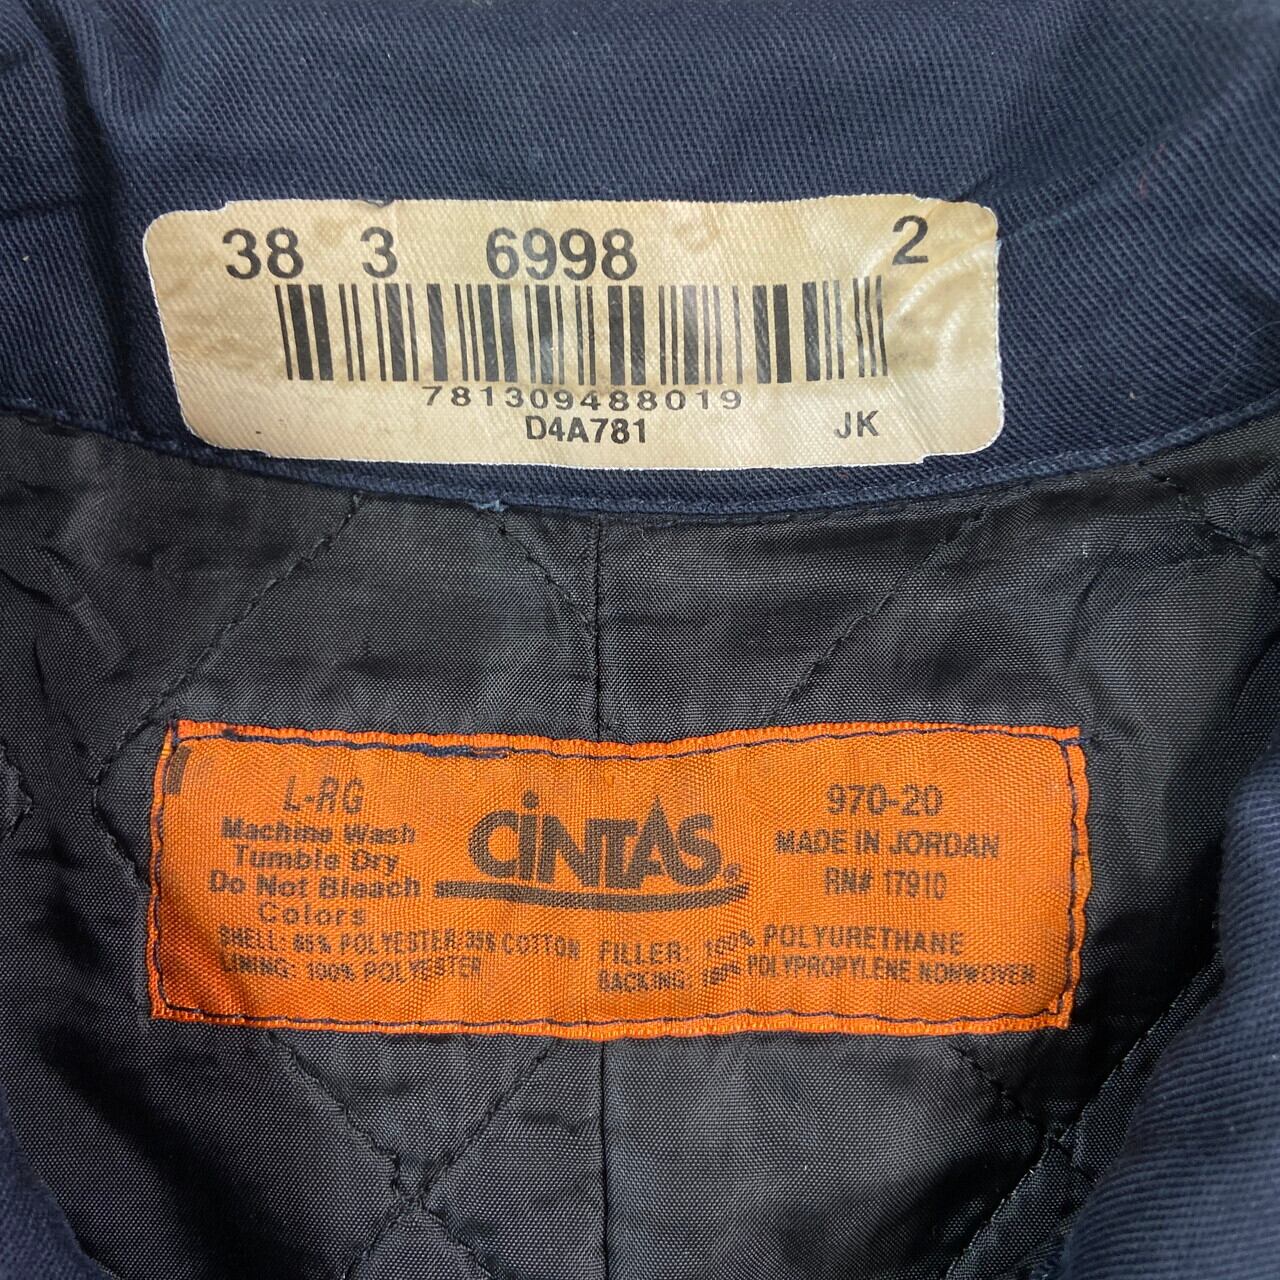 38 3 6998 2
781309488019
D4A781 JK
L-RG
Machine Wash
Tumble Dry
Do Not Bleach
Colors
CINTAS®
970-20
MADE IN JORDAN
RN# 17910
SHELL: 65% POLYESTER 35% COTTON
LINING: 100% POLYESTER
FILLER: 100% POLYURETHANE
BACKING: 100% POLYPROPYLENE NONWOVEN